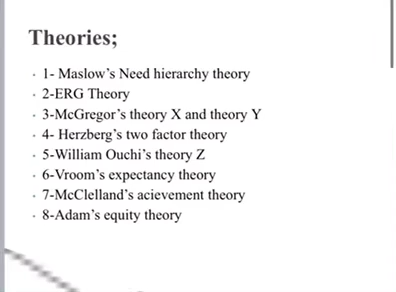 Theories;
· 1- Maslow's Need hierarchy theory
· 2-ERG Theory
· 3-McGregor's theory X and theory Y
· 4- Herzberg's two factor theory
· 5-William Ouchi's theory Z
· 6-Vroom's expectancy theory
· 7-McClelland's acievement theory
· 8-Adam's equity theory